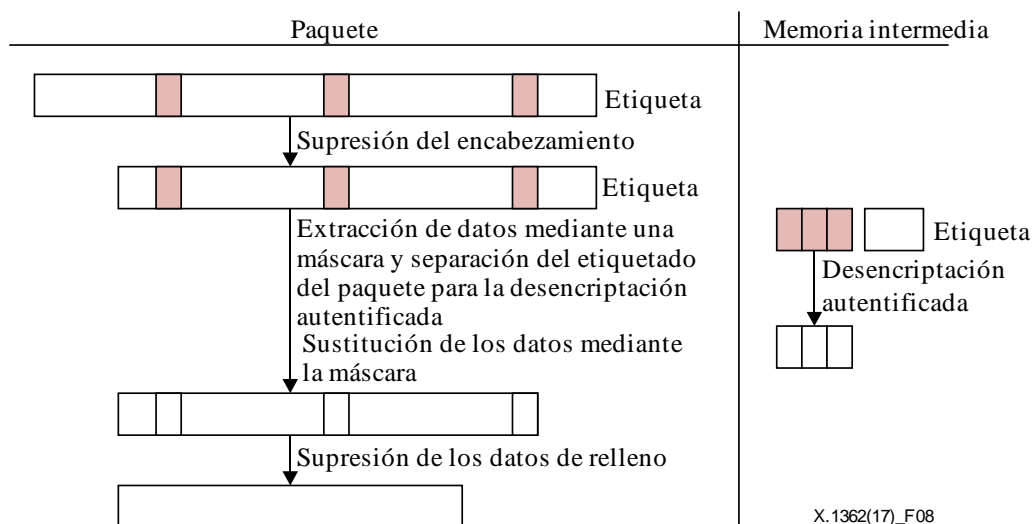 Paquete
Memoria intermedia
Etiqueta
Supresión del encabezamiento
Etiqueta
Extracción de datos mediante una
máscara y separación del etiquetado
del paquete para la desencriptación
autentificada
Sustitución de los datos mediante
la máscara
Etiqueta
Desencriptación
autentificada
Supresión de los datos de relleno
X.1362(17)_F08